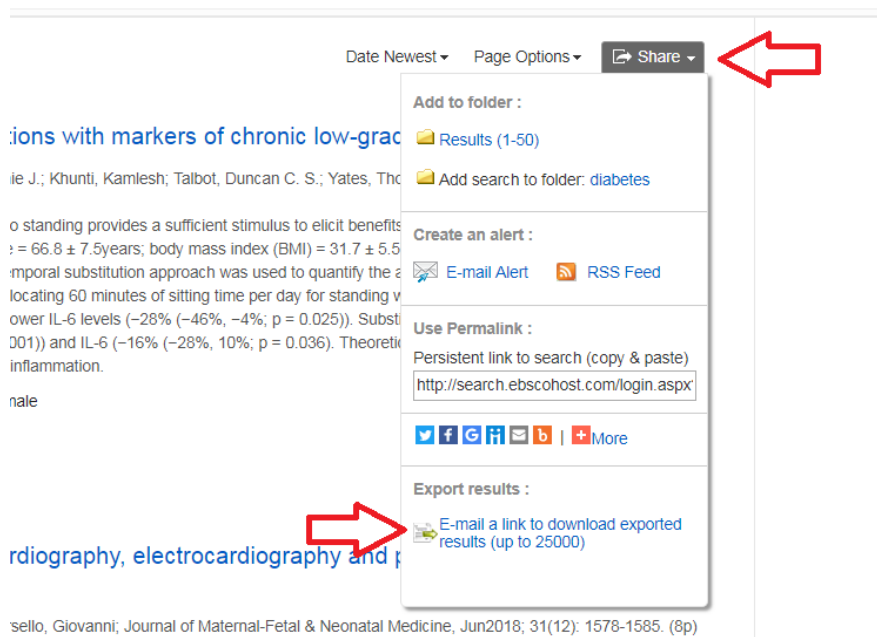 Date Newest Page Options Share
Add to folder :
Results (1-50)
Add search to folder: diabetes
Create an alert :
E-mail Alert RSS Feed
Use Permalink :
Persistent link to search (copy & paste)
http://search.ebscohost.com/login.aspx
More
Export results :
E-mail a link to download exported
results (up to 25000)
tions with markers of chronic low-grad
ie J.; Khunti, Kamlesh; Talbot, Duncan C. S.; Yates, Tho
o standing provides a sufficient stimulus to elicit benefits
= 66.8 ± 7.5years; body mass index (BMI) = 31.7 ± 5.5
emporal substitution approach was used to quantify the a
locating 60 minutes of sitting time per day for standing w
ower IL-6 levels (−28% (−46%, −4%; p = 0.025)). Substi
001)) and IL-6 (−16% (−28%, 10%; p = 0.036). Theoretic
inflammation.
male
rdiography, electrocardiography and p
rsello, Giovanni; Journal of Maternal-Fetal & Neonatal Medicine, Jun2018; 31(12): 1578-1585. (8p)